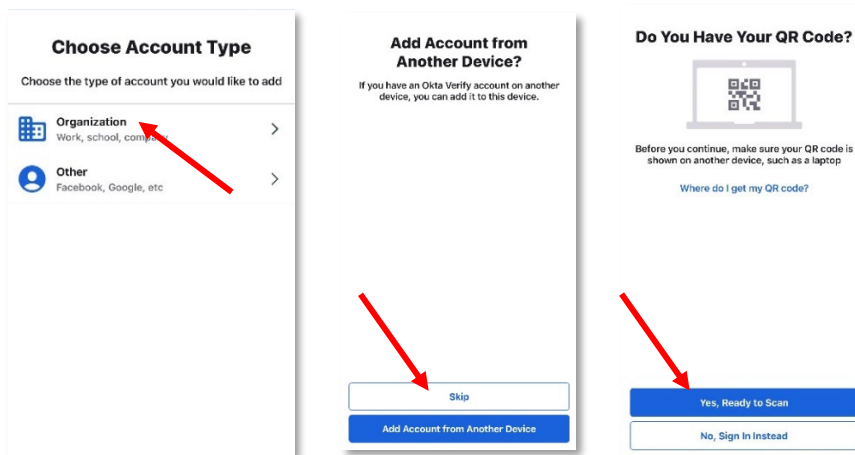 Choose Account Type
Choose the type of account you would like to add
Organization
Work, school, company
Other
Facebook, Google, etc
Add Account from
Another Device?
If you have an Okta Verify account on another
device, you can add it to this device.
Skip
Add Account from Another Device
Do You Have Your QR Code?
Before you continue, make sure your QR code is
shown on another device, such as a laptop
Where do I get my QR code?
Yes, Ready to Scan
No, Sign In Instead